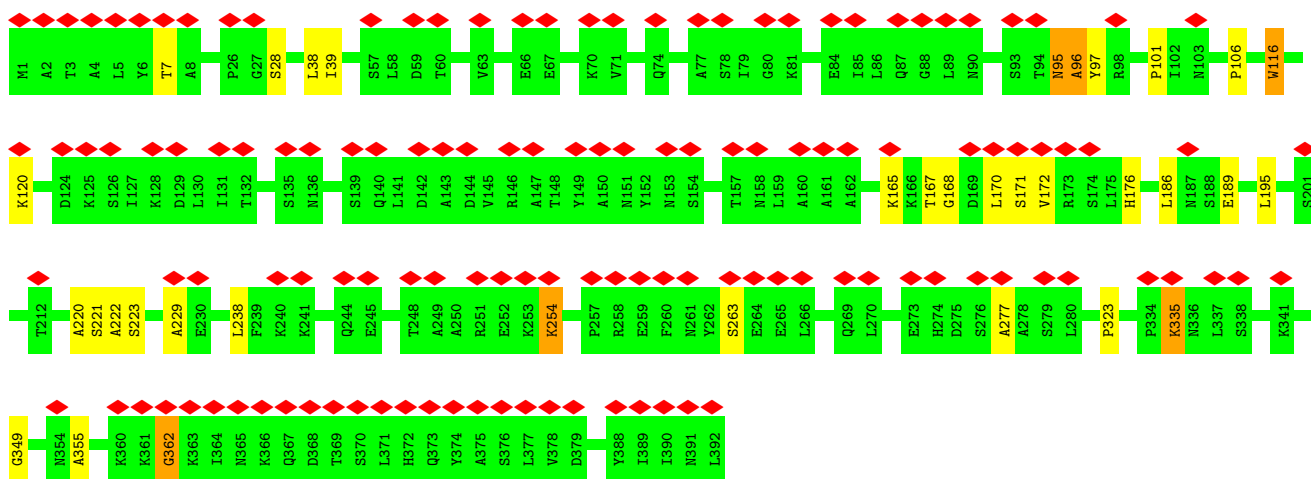 M1 A2 T3 A4 L5 Y6 T7 A8 P26 G27 S28 L38 I39 S57 L58 D59 T60 V63 E66 E67 K70 V71 Q74 A77 S78 I79 G80 K81 E84 I85 L86 Q87 G88 L89 N90 S93 T94 N95 A96 Y97 R98 P101 I102 N103 P106 W116
K120 D124 K125 S126 I127 K128 D129 L130 I131 T132 S135 N136 S139 Q140 L141 D142 A143 D144 V145 R146 A147 T148 Y149 A150 N151 Y152 N153 S154 T157 N158 L159 A160 A161 A162 K165 K166 T167 G168 D169 L170 S171 V172 R173 S174 L175 H176 L186 N187 S188 E189 L195 S201
T212 A220 S221 A222 S223 A229 E230 L238 F239 K240 K241 Q244 E245 T248 A249 A250 R251 E252 K253 K254 P257 R258 E259 F260 N261 Y262 S263 E264 E265 L266 Q269 L270 E273 H274 D275 S276 A277 A278 S279 L280 P323 P334 K335 N336 L337 S338 K341
G349 N354 A355 K360 K361 G362 K363 I364 N365 K366 Q367 D368 T369 S370 L371 H372 Q373 Y374 A375 S376 L377 V378 D379 Y388 I389 I390 N391 L392